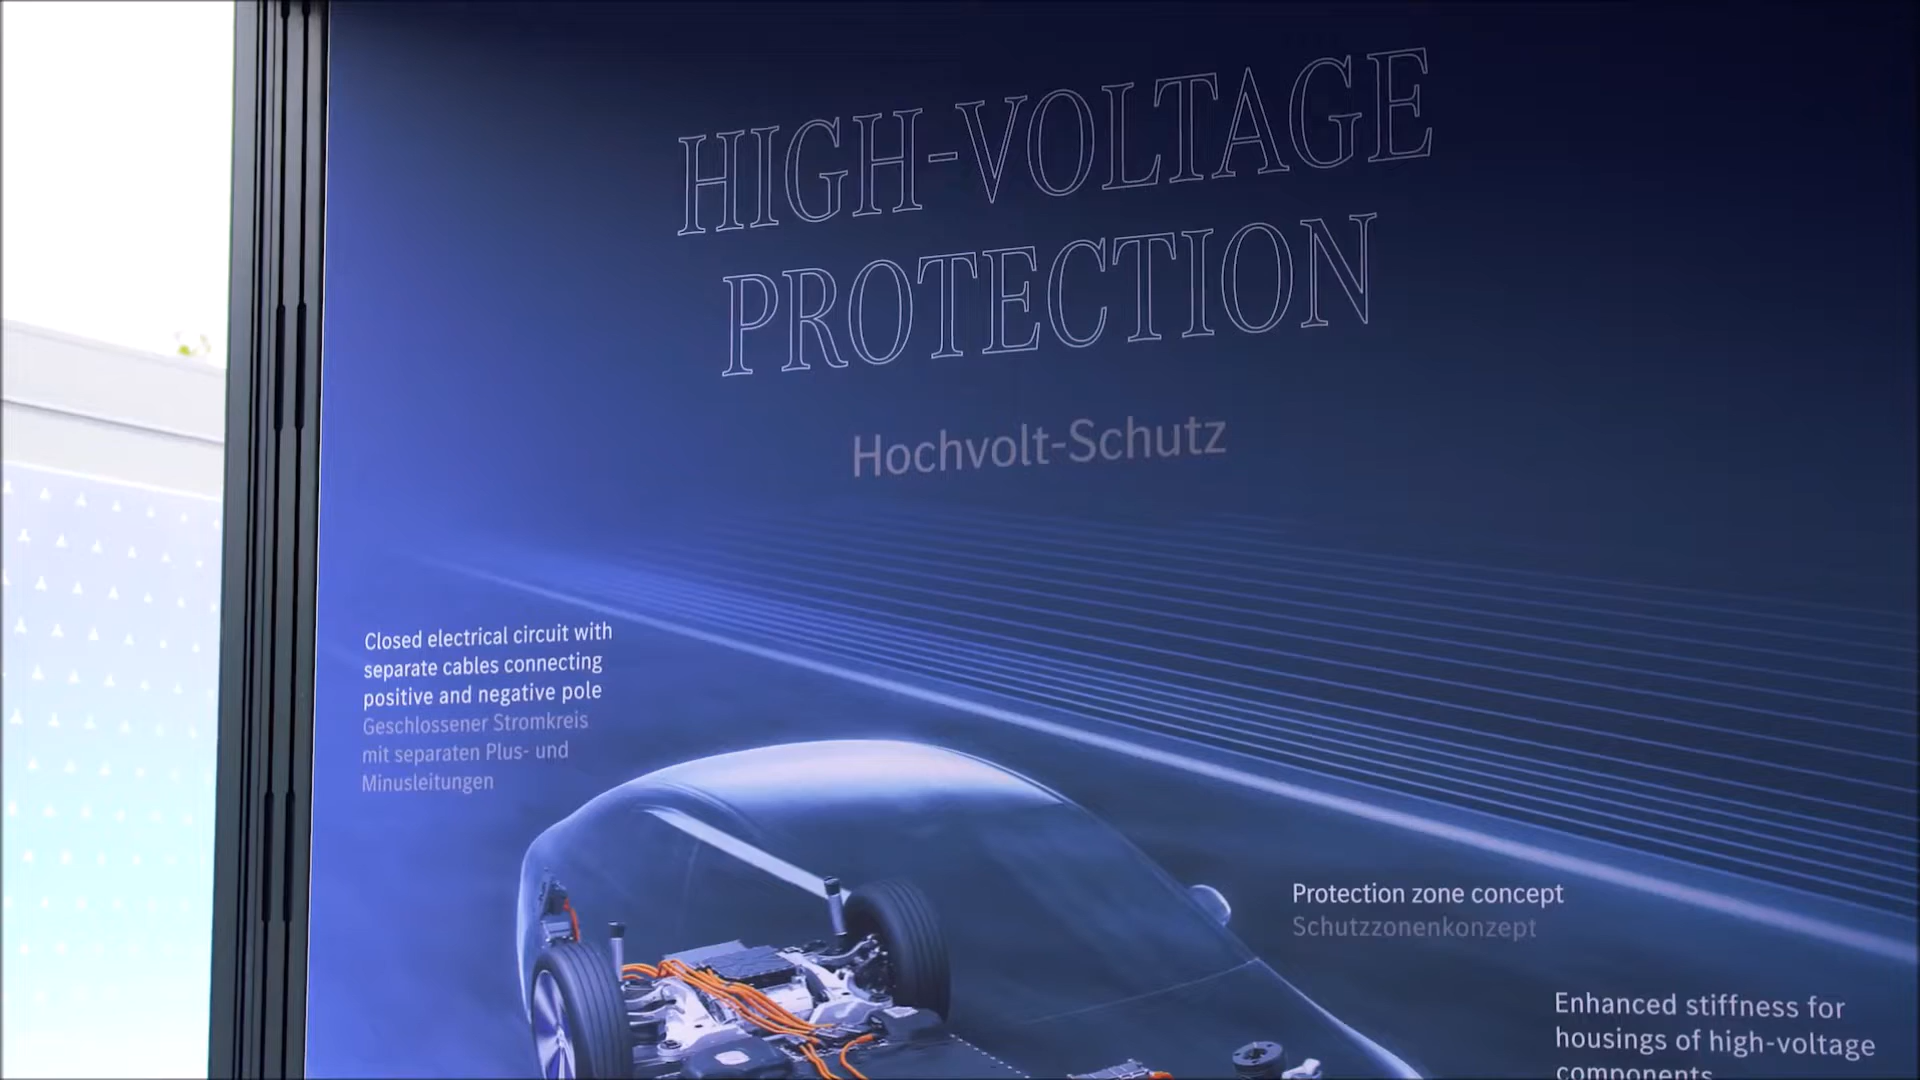 HIGH-VOLTAGE
PROTECTION
Hochvolt-Schutz
Closed electrical circuit with
separate cables connecting
positive and negative pole
Geschlossener Stromkreis
mit separaten Plus- und
Minusleitungen
Protection zone concept
Schutzzonenkonzept
Enhanced stiffness for
housings of high-voltage
components